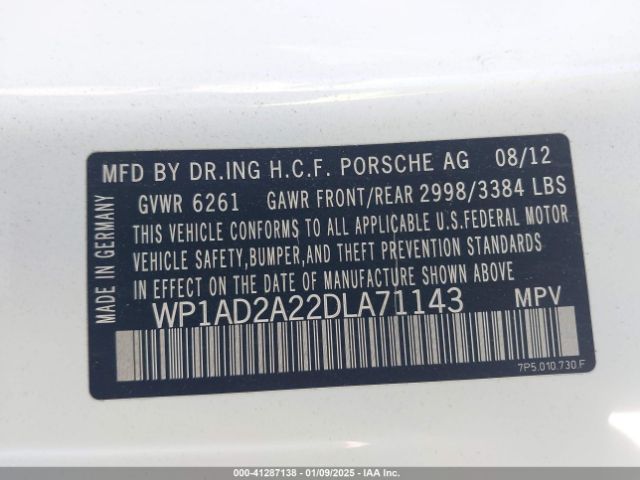 MFD BY DR.ING H.C.F. PORSCHE AG 08/12
GVWR 6261 GAWR FRONT/REAR 2998/3384 LBS
THIS VEHICLE CONFORMS TO ALL APPLICABLE U.S.FEDERAL MOTOR
VEHICLE SAFETY,BUMPER,AND THEFT PREVENTION STANDARDS
IN EFFECT ON THE DATE OF MANUFACTURE SHOWN ABOVE
WP1AD2A22DLA71143 MPV
MADE IN GERMANY
7P5.010.730.F
© 41287138 - 01/09/2025 - IAA LLC